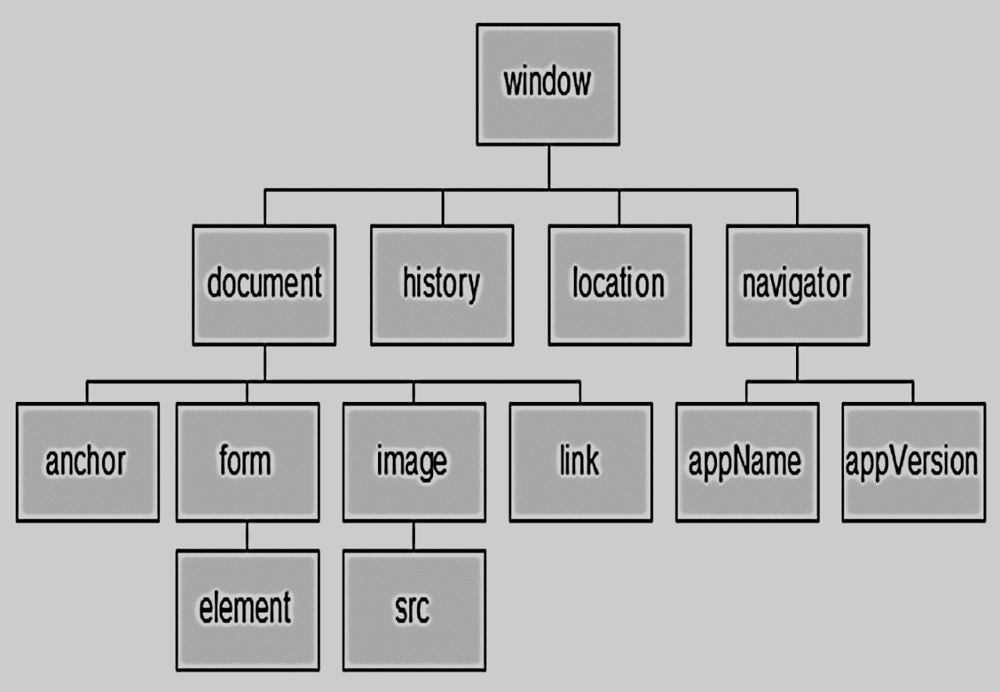 window
document
history
location
navigator
anchor
form
image
link
appName
appVersion
element
src